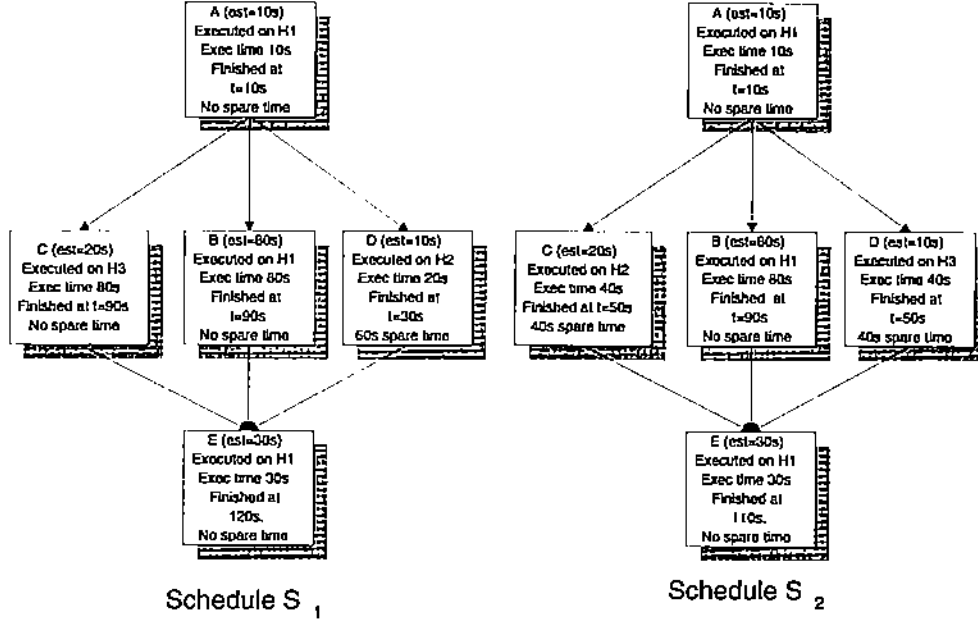 A (est=10s)
Executed on H1
Exec time 10s
Finished at
t=10s
No spare time
C (est=20s)
Executed on H3
Exec time 80s
Finished at t=90s
No spare time
B (est=80s)
Executed on H1
Exec time 80s
Finished at
t=90s
No spare time
D (est=10s)
Executed on H2
Exec time 20s
Finished at
t=30s
60s spare time
E (est=30s)
Executed on H1
Exec time 30s
Finished at
120s.
No spare time
Schedule S 1
A (est=10s)
Executed on H1
Exec time 10s
Finished at
t=10s
No spare time
C (est=20s)
Executed on H2
Exec time 40s
Finished at t=50s
40s spare time
B (est=80s)
Executed on H1
Exec time 80s
Finished at
t=90s
No spare time
D (est=10s)
Executed on H3
Exec time 40s
Finished at
t=50s
40s spare time
E (est=30s)
Executed on H1
Exec time 30s
Finished at
No spare time
Schedule S 2